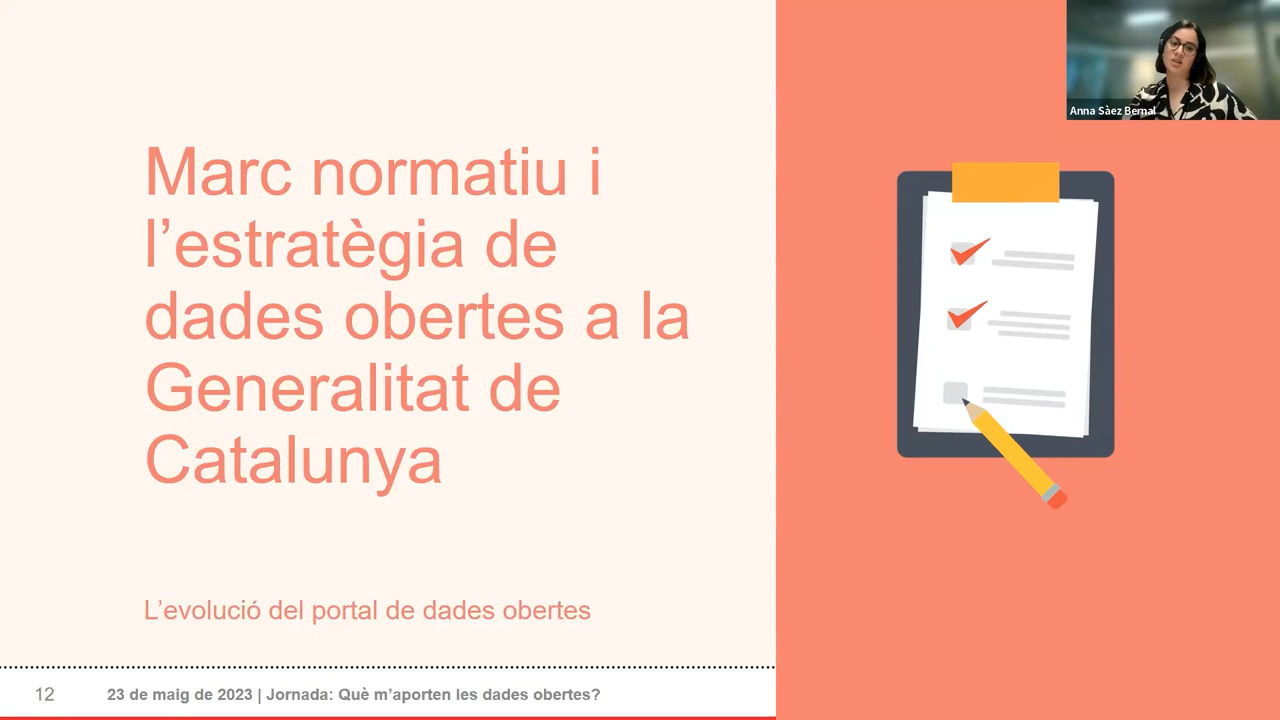 Anna Sàez Bernal
Marc normatiu i
l’estratègia de
dades obertes a la
Generalitat de
Catalunya
L’evolució del portal de dades obertes
12
23 de maig de 2023 | Jornada: Què m’aporten les dades obertes?